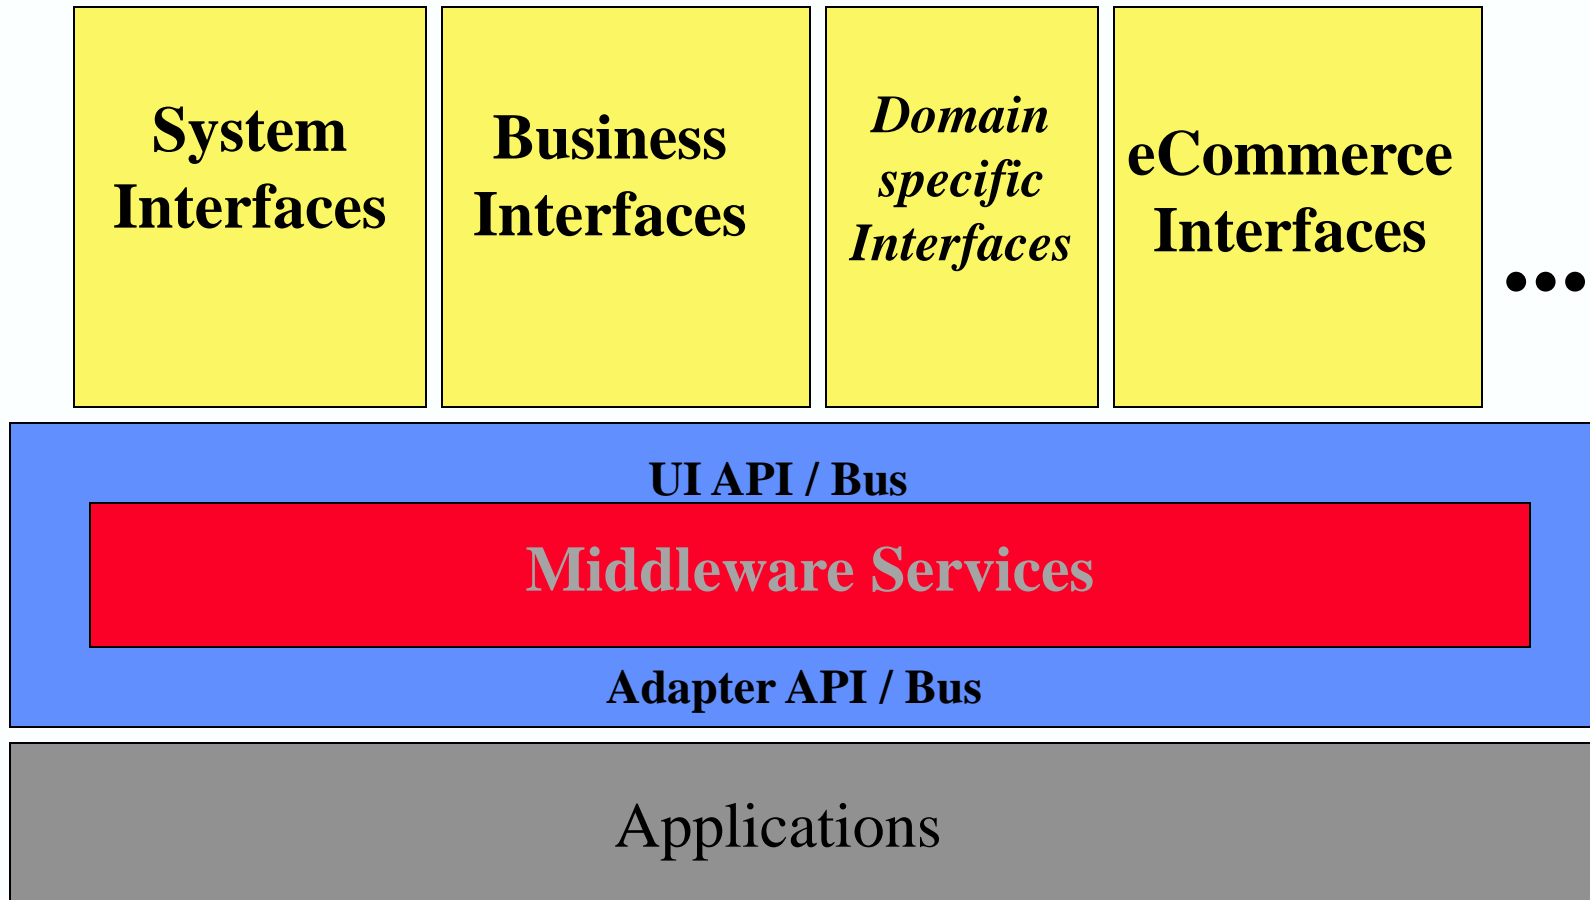 System
Interfaces
Business
Interfaces
Domain
specific
Interfaces
eCommerce
Interfaces
...
UI API / Bus
Middleware Services
Adapter API / Bus
Applications